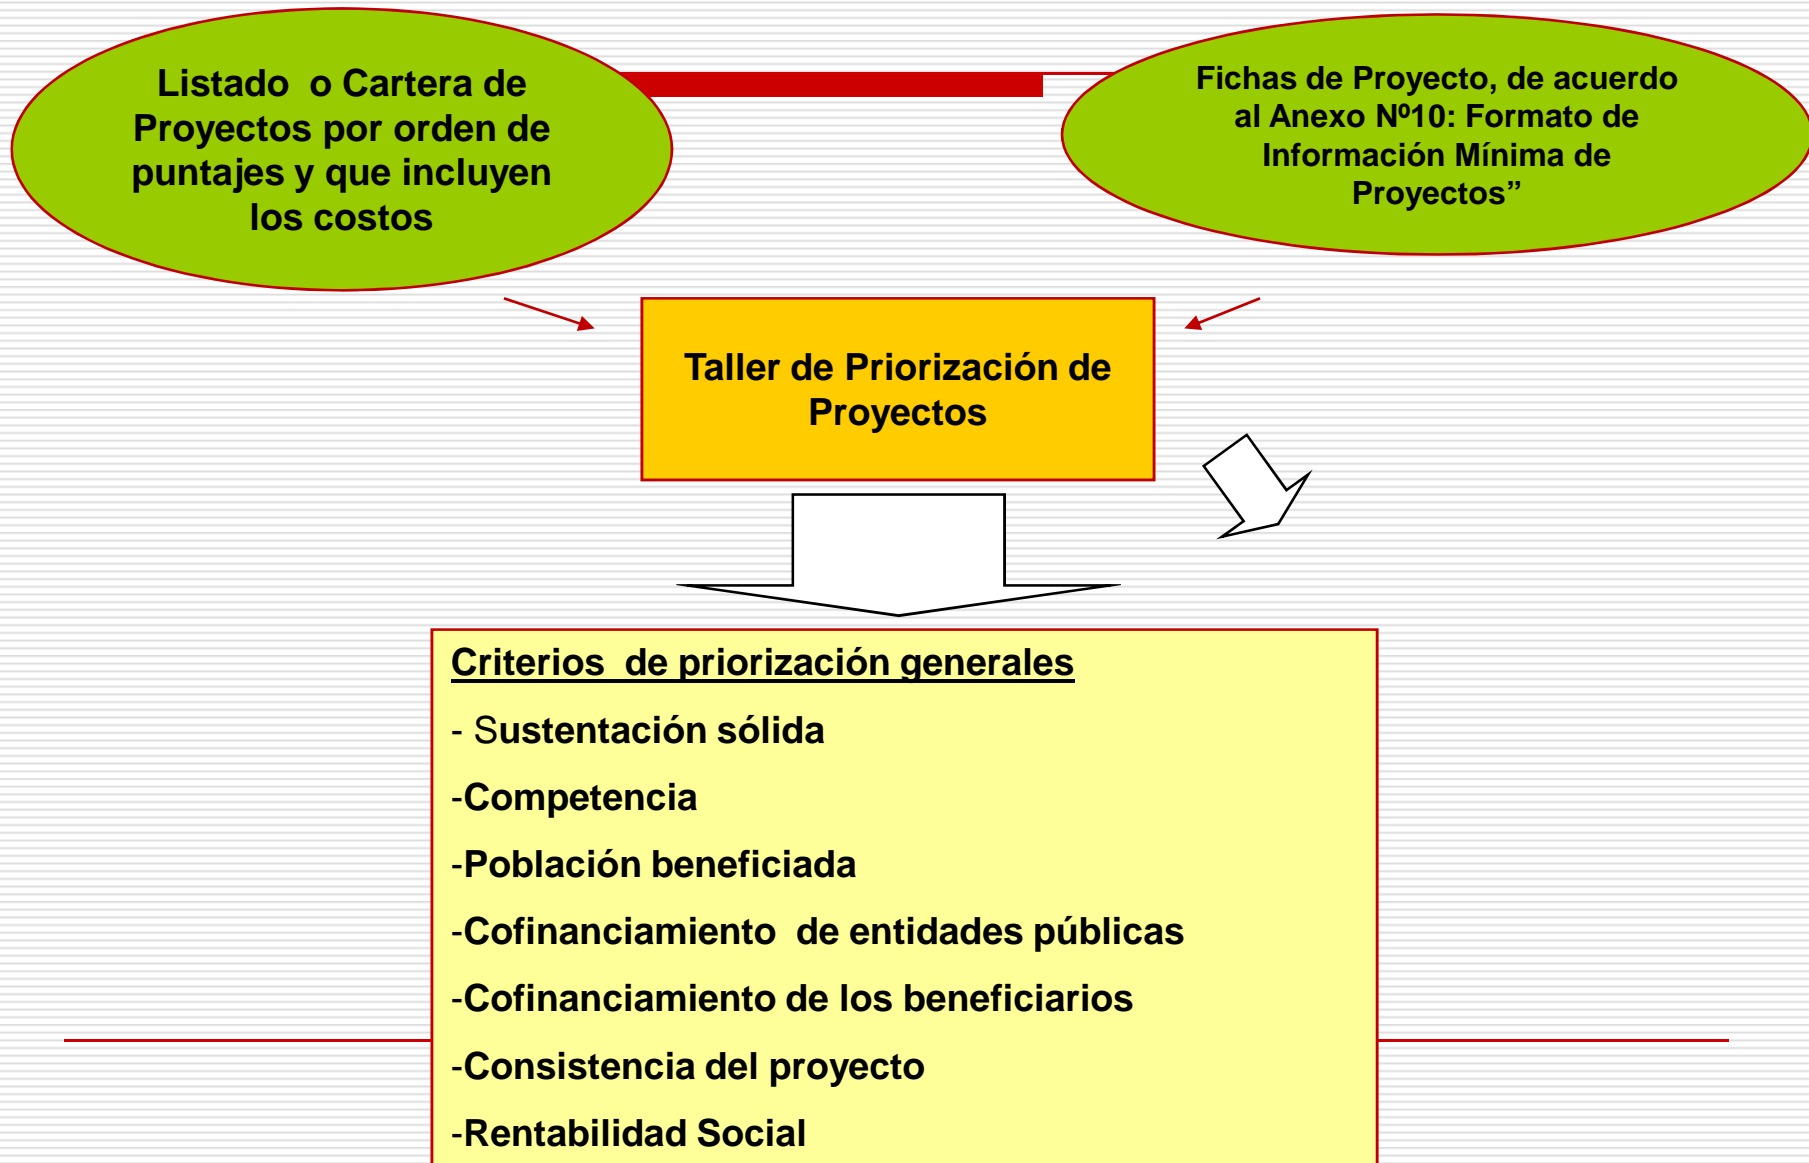 Listado o Cartera de
Proyectos por orden de
puntajes y que incluyen
los costos
Fichas de Proyecto, de acuerdo
al Anexo Nº10: Formato de
Información Mínima de
Proyectos”
Taller de Priorización de
Proyectos
Criterios de priorización generales
- Sustentación sólida
-Competencia
-Población beneficiada
-Cofinanciamiento de entidades públicas
-Cofinanciamiento de los beneficiarios
-Consistencia del proyecto
-Rentabilidad Social